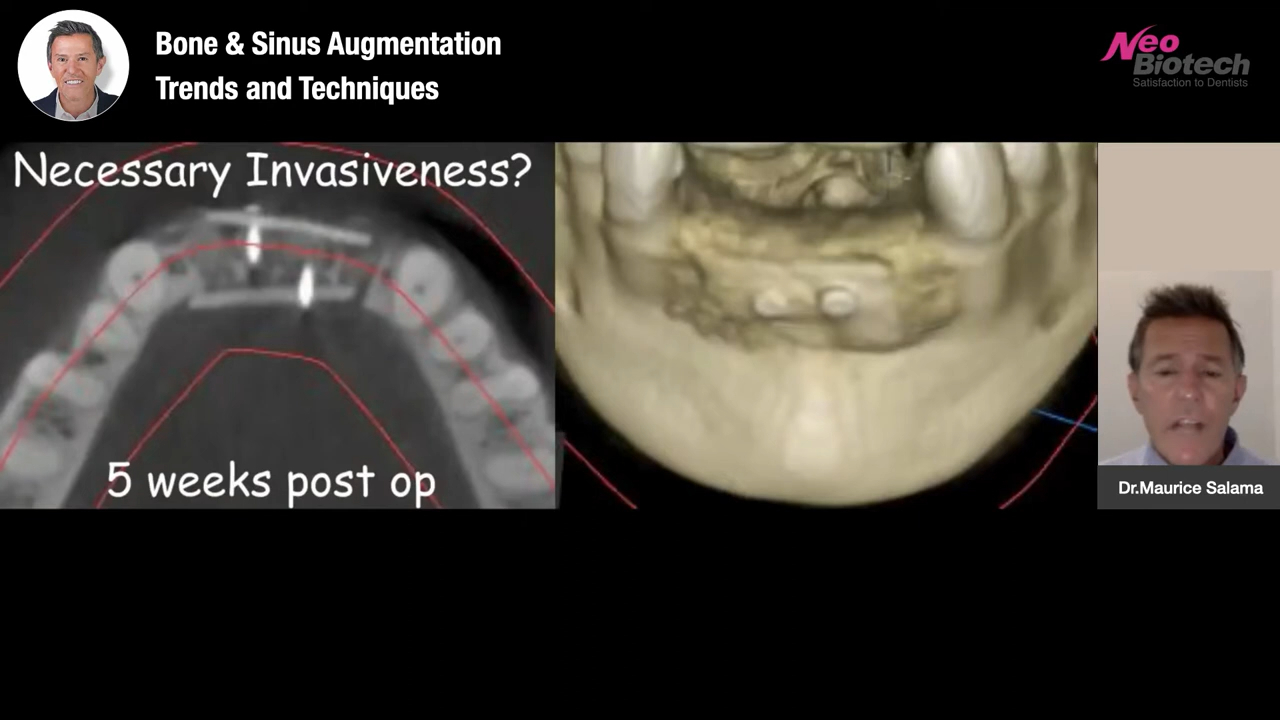 Bone & Sinus Augmentation
Trends and Techniques
Neo
Biotech
Satisfaction to Dentists
Necessary Invasiveness?
5 weeks post op
Dr.Maurice Salama